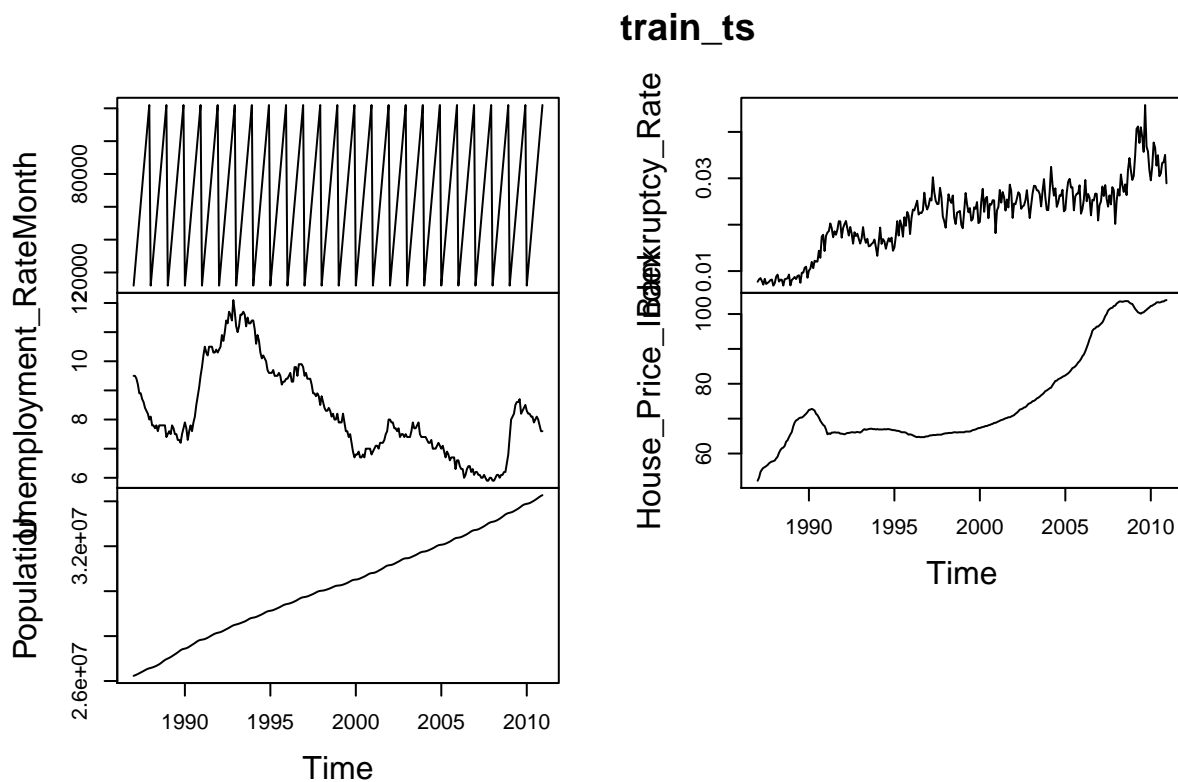 train_ts
Month
20000
80000
Unemployment_Rate
6
8
10
12
Population
2.6e+07
3.2e+07
1990 1995 2000 2005 2010
Time
Bankruptcy_Rate
0.01
0.03
House_Price_Index
60
80
100
1990 1995 2000 2005 2010
Time